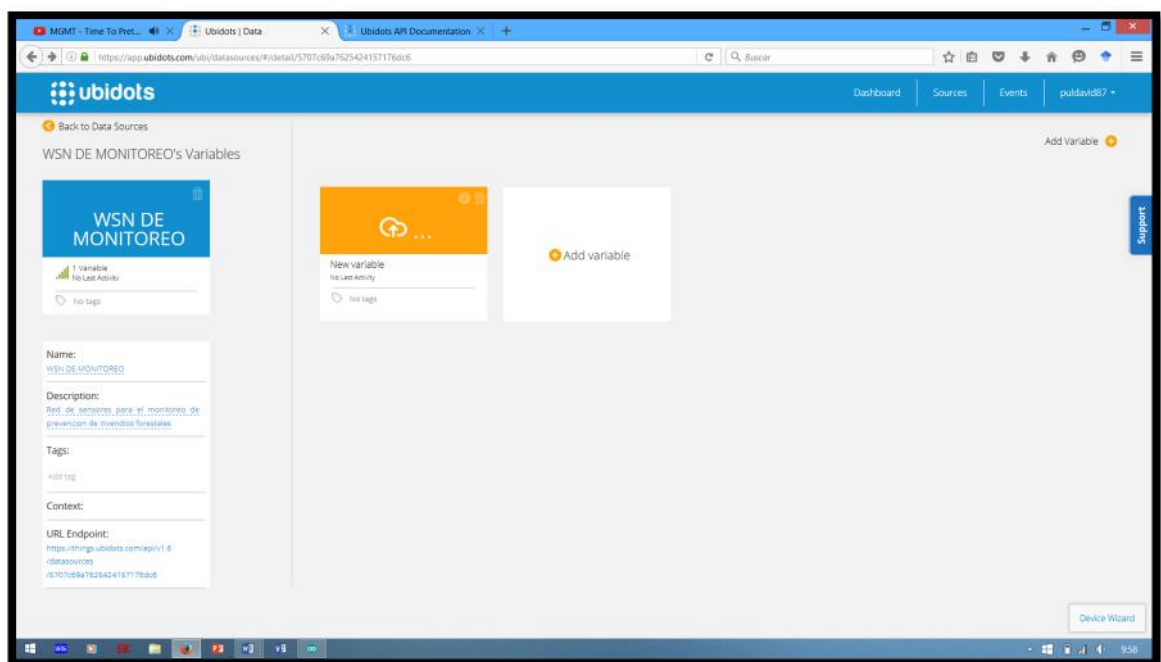 MGMT - Time To Pret...
Ubidots | Data
Ubidots API Documentation
https://app.ubidots.com/ubi/datasources/#/detail/5707c69a7625424157176dc6
Buscar
ubidots
Dashboard
Sources
Events
puldavid87
Back to Data Sources
WSN DE MONITOREO's Variables
Add Variable
WSN DE
MONITOREO
1 Variable
No Last Activity
No tags
...
New variable
No Last Activity
No tags
Add variable
Support
Name:
WSN DE MONITOREO
Description:
Red de sensores para el monitoreo de
prevencion de invendios forestales
Tags:
Add tag
Context:
URL Endpoint:
https://things.ubidots.com/api/v1.6
/datasources
/5707c69a7625424157176dc6
Device Wizard
9:58